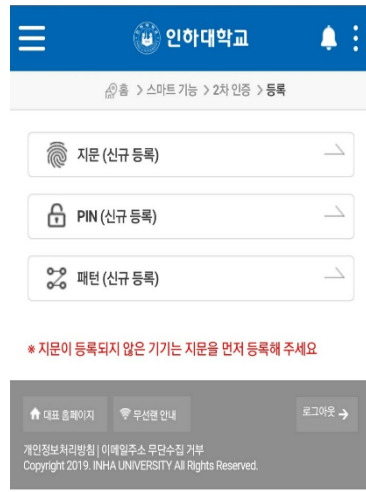 인하대학교
홈 > 스마트 기능 > 2차 인증 > 등록
지문 (신규 등록)
PIN (신규 등록)
패턴 (신규 등록)
* 지문이 등록되지 않은 기기는 지문을 먼저 등록해 주세요
대표 홈페이지 무선랜 안내 로그아웃 →
개인정보처리방침 | 이메일주소 무단수집 거부
Copyright 2019. INHA UNIVERSITY All Rights Reserved.